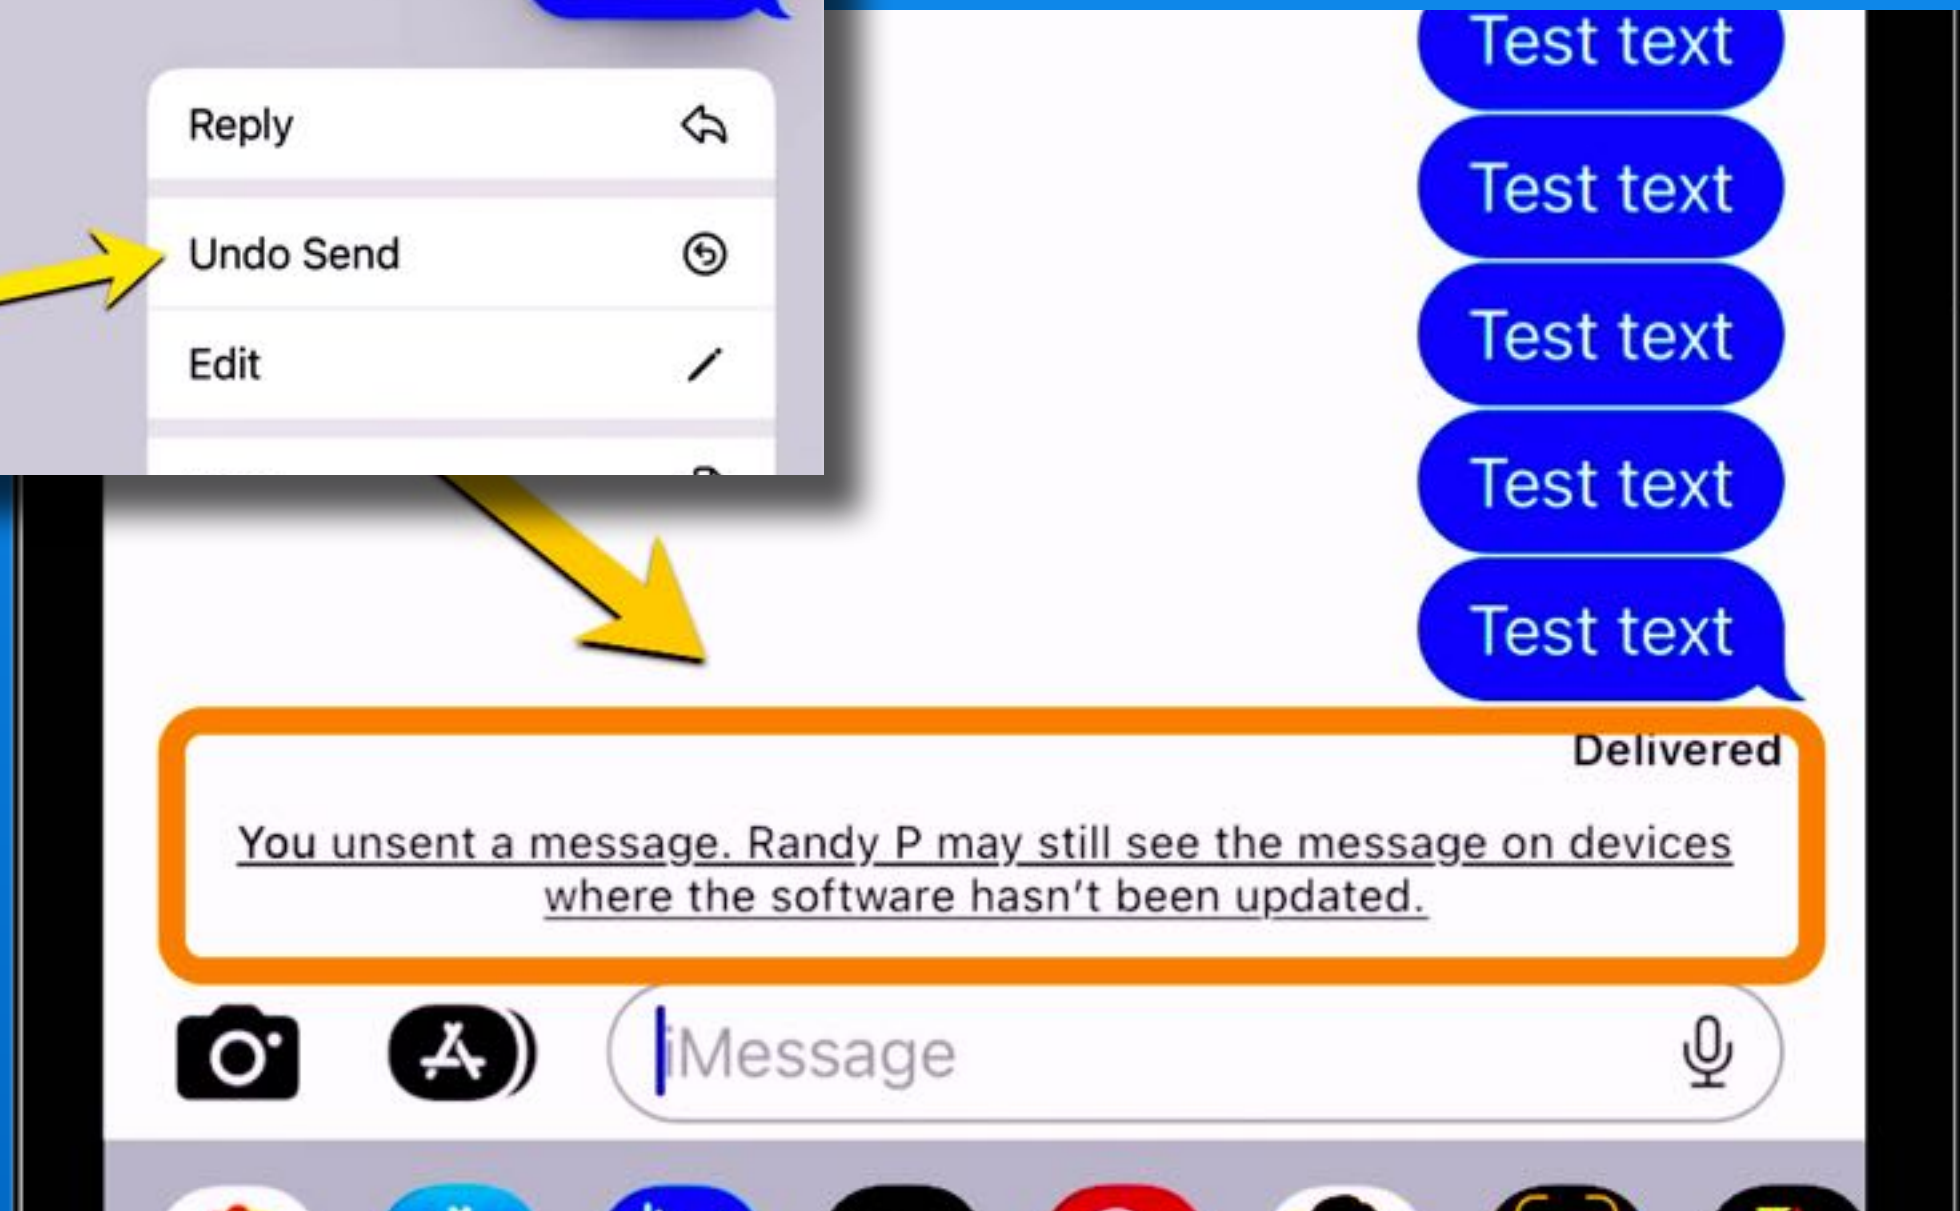 Reply
Undo Send
Edit
Test text
Test text
Test text
Test text
Test text
Delivered
You unsent a message. Randy P may still see the message on devices
where the software hasn't been updated.
iMessage